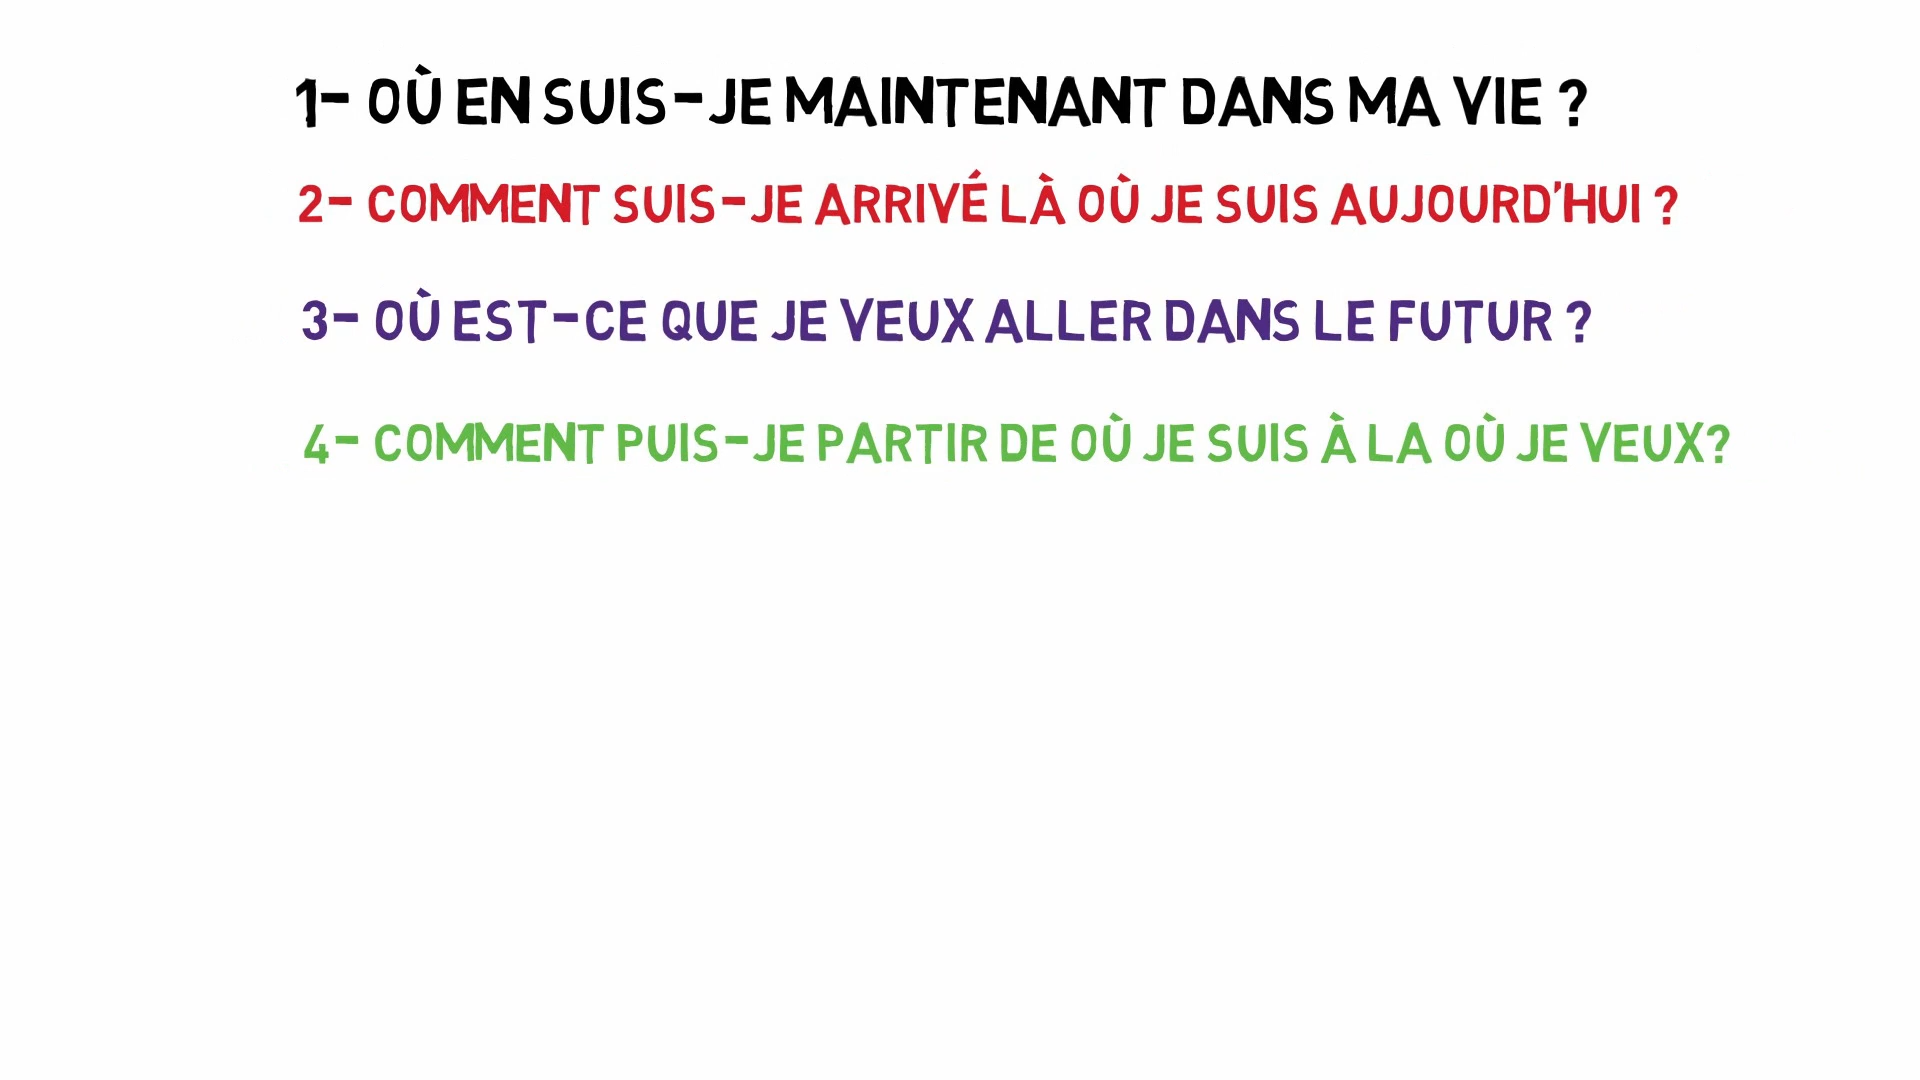 1- OÙ EN SUIS-JE MAINTENANT DANS MA VIE ?
2- COMMENT SUIS-JE ARRIVÉ LÀ OÙ JE SUIS AUJOURD'HUI ?
3- OÙ EST-CE QUE JE VEUX ALLER DANS LE FUTUR ?
4- COMMENT PUIS-JE PARTIR DE OÙ JE SUIS À LA OÙ JE VEUX?